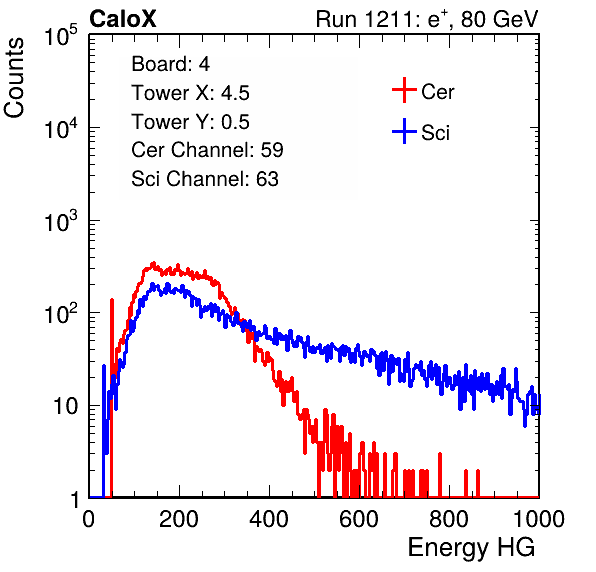 CaloX Run 1211: e⁺, 80 GeV
Counts
10⁵
10⁴
10³
10²
10
1
Board: 4
Tower X: 4.5
Tower Y: 0.5
Cer Channel: 59
Sci Channel: 63
Cer
Sci
0 200 400 600 800 1000
Energy HG